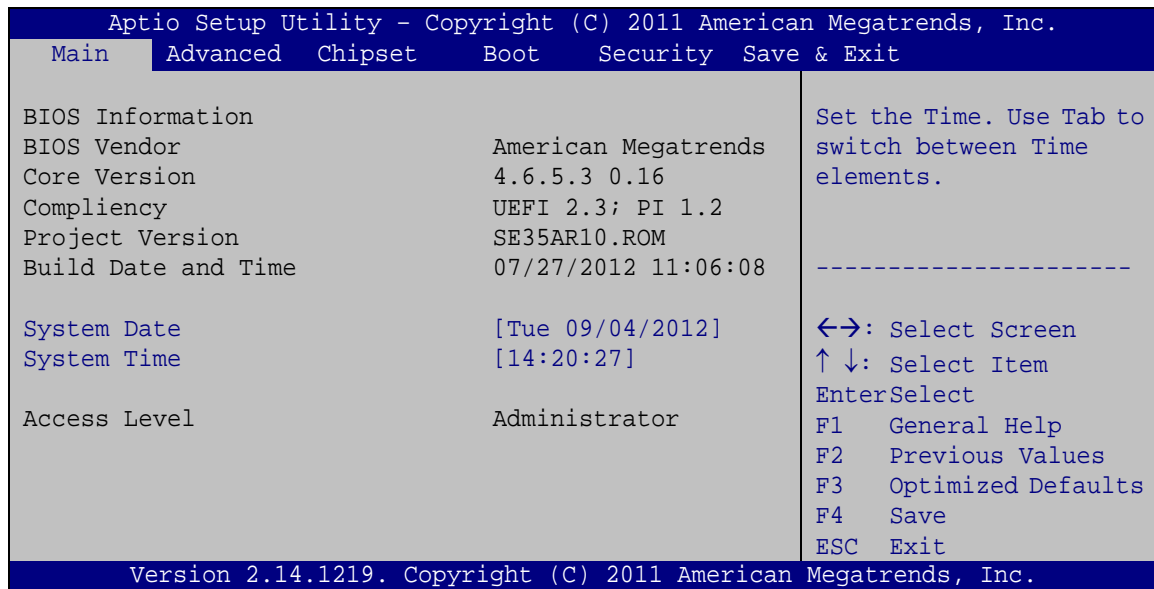 Aptio Setup Utility – Copyright (C) 2011 American Megatrends, Inc.
Main Advanced Chipset Boot Security Save & Exit
BIOS Information
BIOS Vendor American Megatrends
Core Version 4.6.5.3 0.16
Compliency UEFI 2.3; PI 1.2
Project Version SE35AR10.ROM
Build Date and Time 07/27/2012 11:06:08
System Date [Tue 09/04/2012]
System Time [14:20:27]
Access Level Administrator
Set the Time. Use Tab to
switch between Time
elements.
----------------------
←→: Select Screen
↑ ↓: Select Item
EnterSelect
F1 General Help
F2 Previous Values
F3 Optimized Defaults
F4 Save
ESC Exit
Version 2.14.1219. Copyright (C) 2011 American Megatrends, Inc.